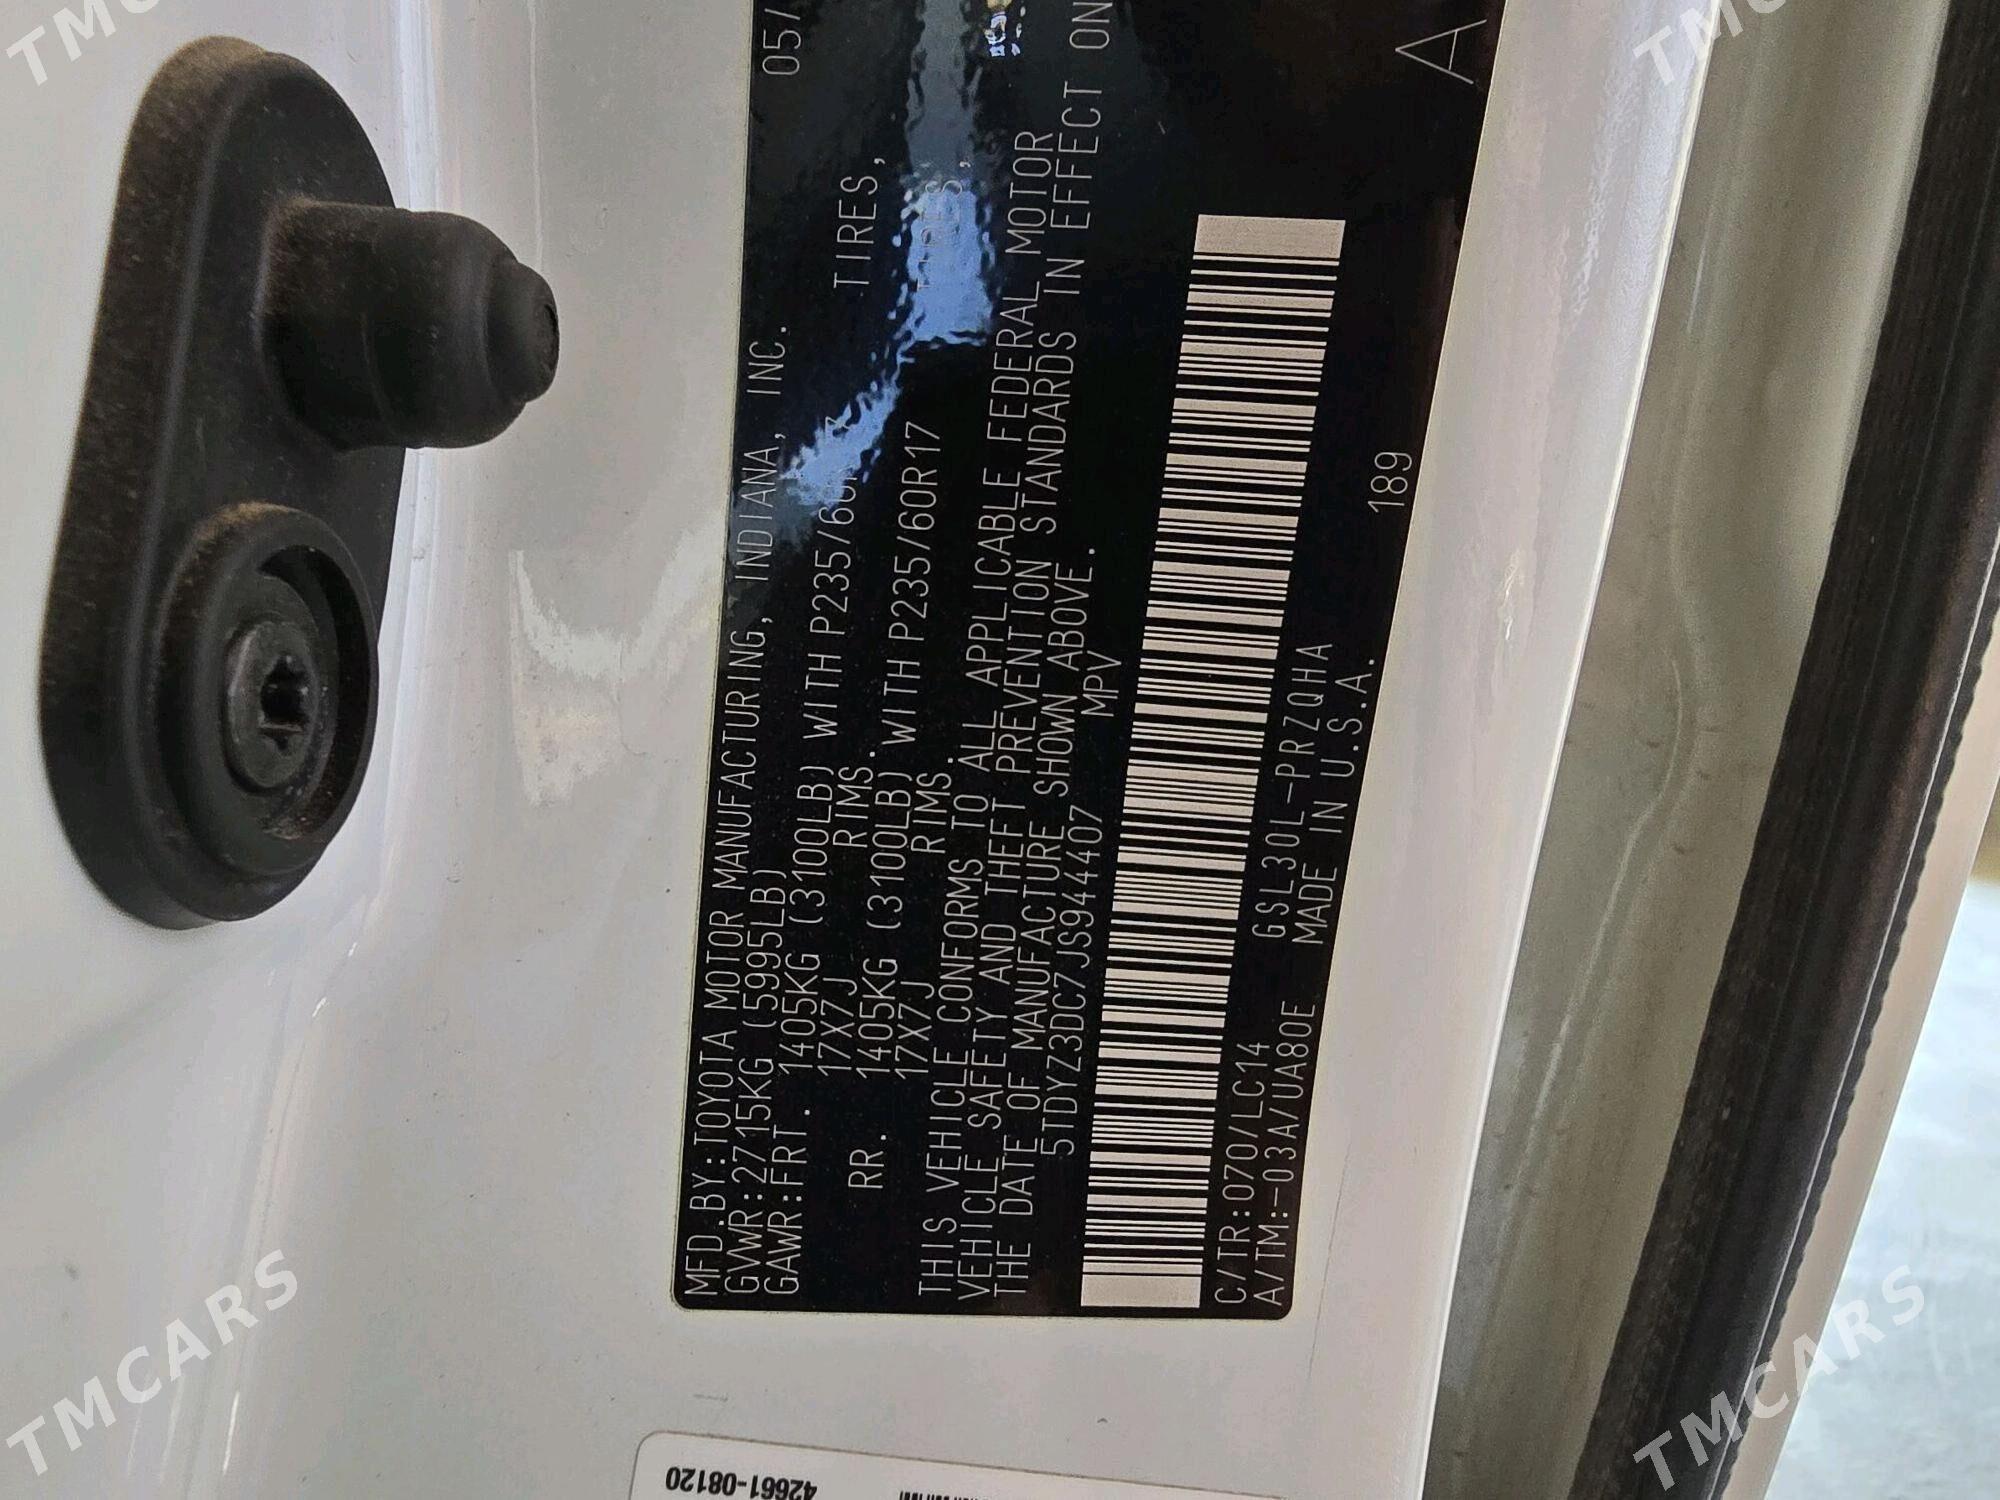 MFD.BY:TOYOTA MOTOR MANUFACTURING, INDIANA, INC. 05/
GVWR:2715KG (5995LB)
GAWR:FRT. 1405KG (3100LB) WITH P235/60 TIRES,
17X7J RIMS.
RR. 1405KG (3100LB) WITH P235/60R17 TIRES,
17X7J RIMS.
THIS VEHICLE CONFORMS TO ALL APPLICABLE FEDERAL MOTOR
VEHICLE SAFETY AND THEFT PREVENTION STANDARDS IN EFFECT ON
THE DATE OF MANUFACTURE SHOWN ABOVE.
5TDYZ3DC7JS944407 MPV
C/TR:070/LC14 GSL30L-PRZQHA 189
A/TM:-03A/UA80E MADE IN U.S.A.
A
42661-08120
TMCARS
TMCARS